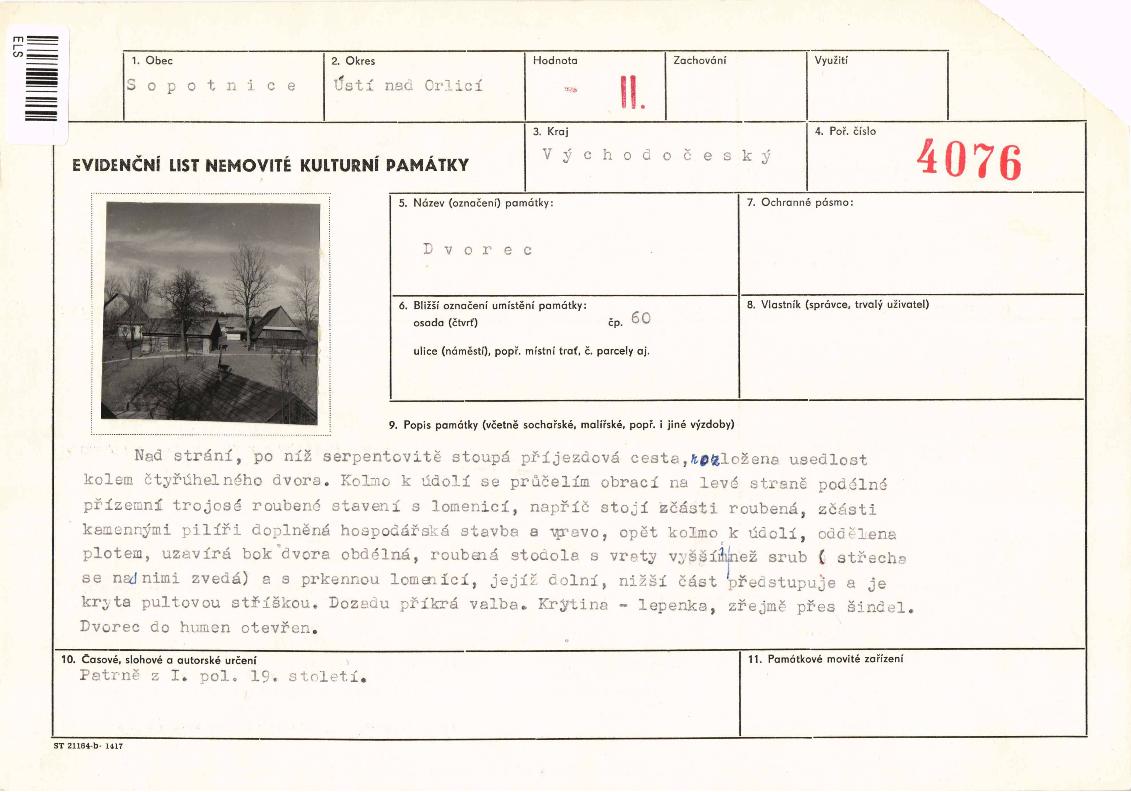 ELS
1. Obec
Sopotnice
2. Okres
Ústí nad Orlicí
Hodnota
II.
Zachování
Využití
3. Kraj
Východočeský
4. Poř. číslo
4076
EVIDENČNÍ LIST NEMOVITÉ KULTURNÍ PAMÁTKY
5. Název (označení) památky:
Dvorec
7. Ochranné pásmo:
6. Bližší označení umístění památky:
osada (čtvrť) čp. 60
ulice (náměstí), popř. místní trať, č. parcely aj.
8. Vlastník (správce, trvalý uživatel)
9. Popis památky (včetně sochařské, malířské, popř. i jiné výzdoby)
Nad strání, po níž serpentovitě stoupá příjezdová cesta, rozložena usedlost
kolem čtyřúhelného dvora. Kolmo k údolí se průčelím obrací na levé straně podélné
přízemní trojosé roubené stavení s lomenicí, napříč stojí zčásti roubená, zčásti
kamennými pilíři doplněná hospodářská stavba a vpravo, opět kolmo k údolí, oddělena
plotem, uzavírá bok dvora obdélná, roubená stodola s vraty vyššími než srub ( střecha
se nad nimi zvedá) a s prkennou lomenící, jejíž dolní, nižší část předstupuje a je
kryta pultovou stříškou. Dozadu příkrá valba. Krytina - lepenka, zřejmě přes šindel.
Dvorec do humen otevřen.
10. Časové, slohové a autorské určení
Patrně z I. pol. 19. století.
11. Památkové movité zařízení
ST 21164-b- 1417